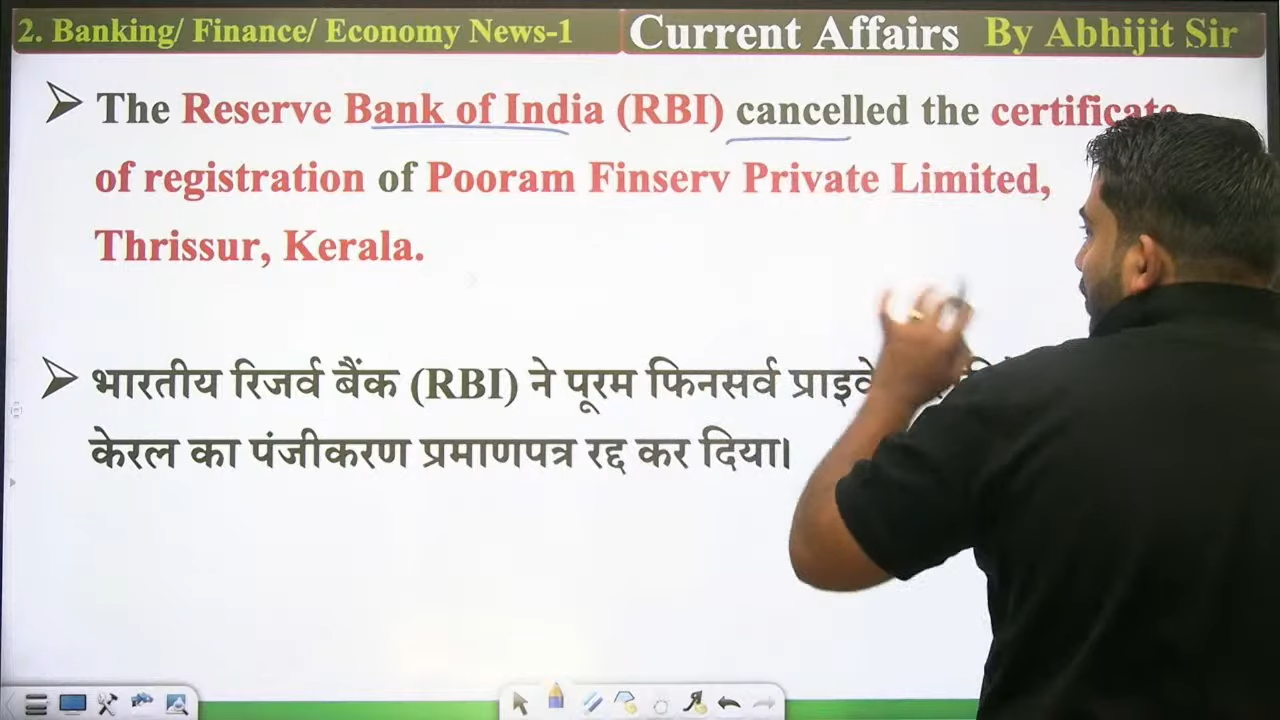 2. Banking/ Finance/ Economy News-1
Current Affairs By Abhijit Sir
The Reserve Bank of India (RBI) cancelled the certificate
of registration of Pooram Finserv Private Limited,
Thrissur, Kerala.
भारतीय रिजर्व बैंक (RBI) ने पूरम फिनसर्व
केरल का पंजीकरण प्रमाणपत्र रद्द कर दिया।